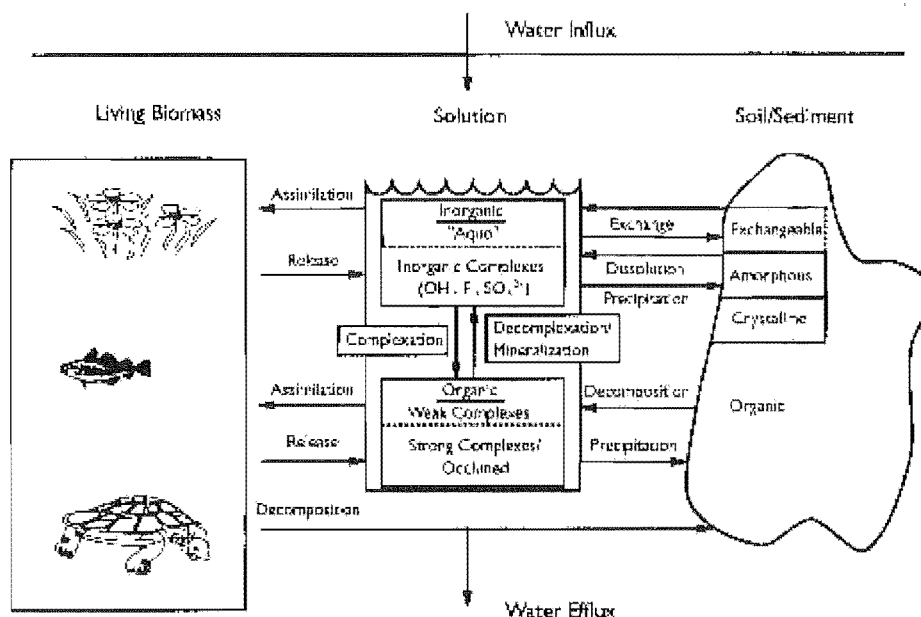 Water Influx
Living Biomass
Solution
Soil/Sediment
Assimilation
Release
Inorganic
"Aquo"
Inorganic Complexes
(OH⁻, F⁻, SO₄²⁻)
Exchange
Dissolution
Precipitation
Exchangeable
Amorphous
Crystalline
Complexation
Decomplexation/
Mineralization
Assimilation
Release
Organic
Weak Complexes
Strong Complexes/
Occluned
Decomposition
Precipitation
Organic
Decomposition
Water Efflux